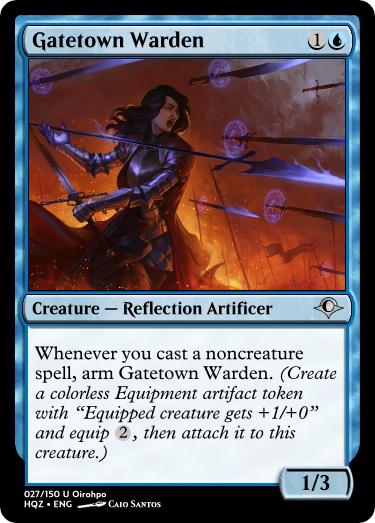 Gatetown Warden 1
Creature — Reflection Artificer
Whenever you cast a noncreature
spell, arm Gatetown Warden. (Create
a colorless Equipment artifact token
with “Equipped creature gets +1/+0”
and equip 2, then attach it to this
creature.)
1/3
027/150 U Oirohpo
HQZ • ENG Caio Santos